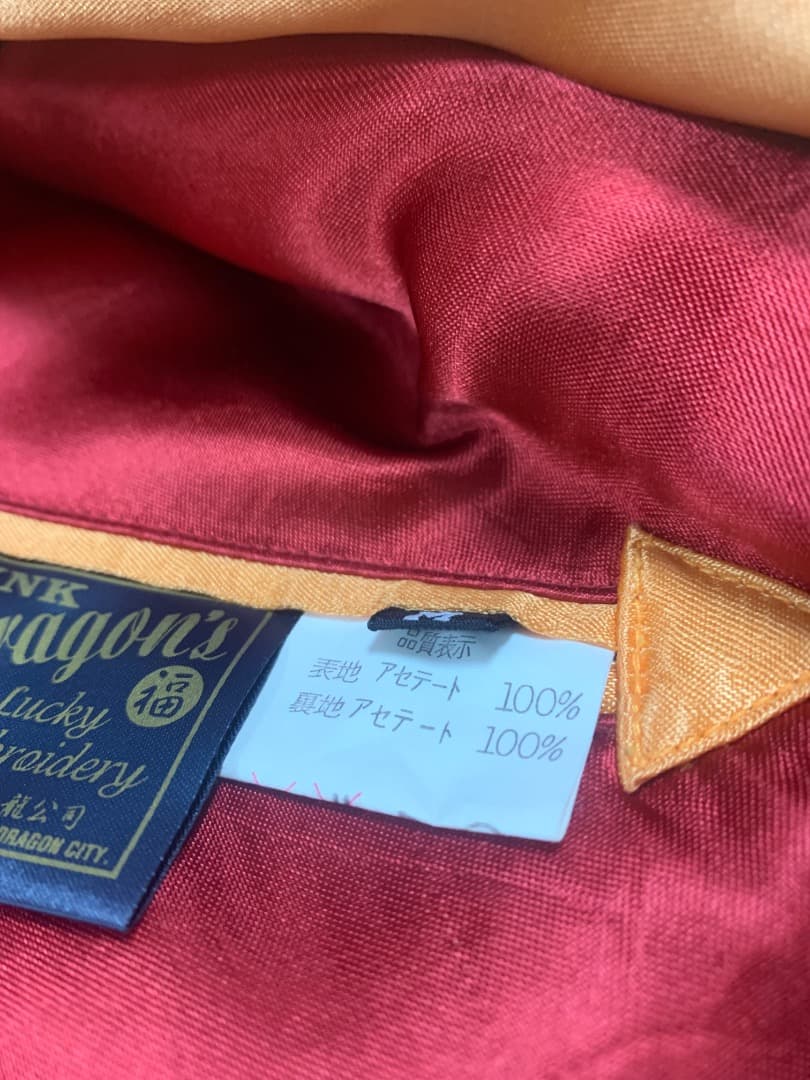 INK
ragon's
福
Lucky
broidery
龍公司
DRAGON CITY.
M
品質表示
表地 アセテート 100%
裏地 アセテート 100%